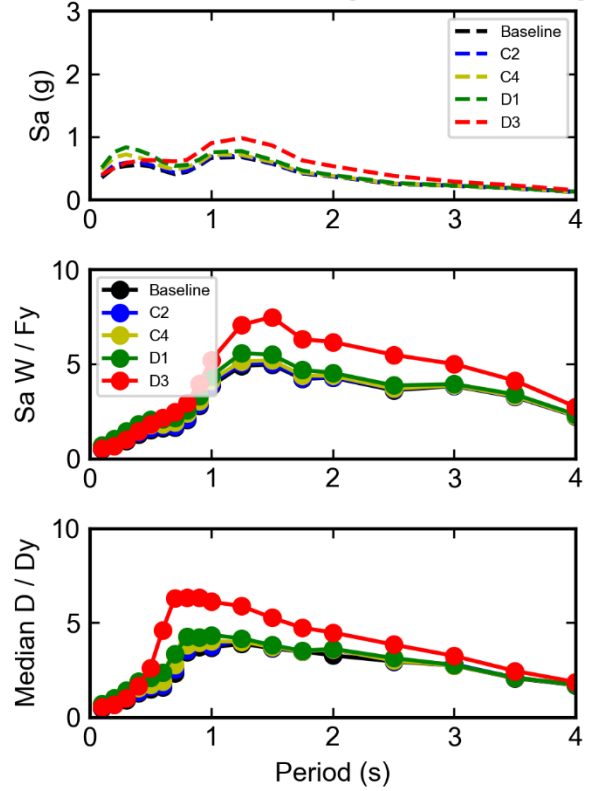 3
2
1
0
Sa (g)
Baseline
C2
C4
D1
D3
0 1 2 3 4
10
5
0
Sa W / Fy
Baseline
C2
C4
D1
D3
0 1 2 3 4
10
5
0
Median D / Dy
0 1 2 3 4
Period (s)